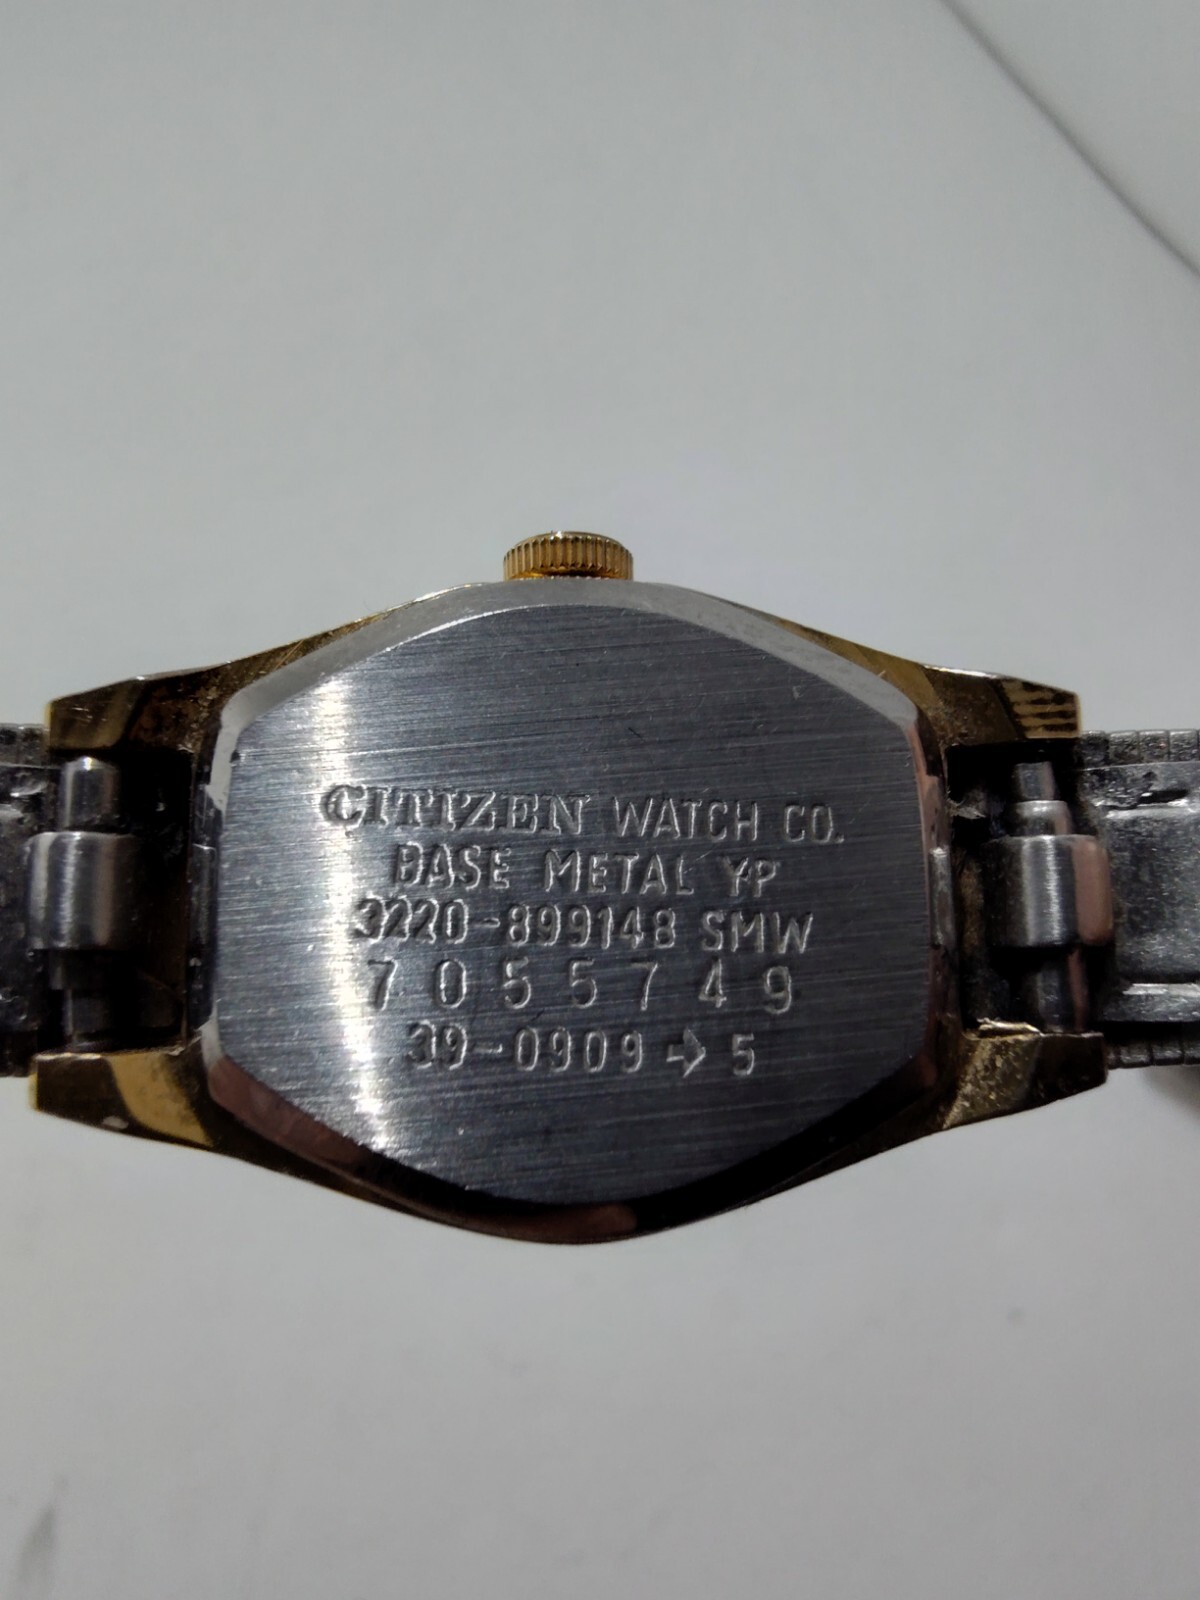 CITIZEN WATCH CO.
BASE METAL YP
3220-899148 SMW
7055749
39-0909 → 5